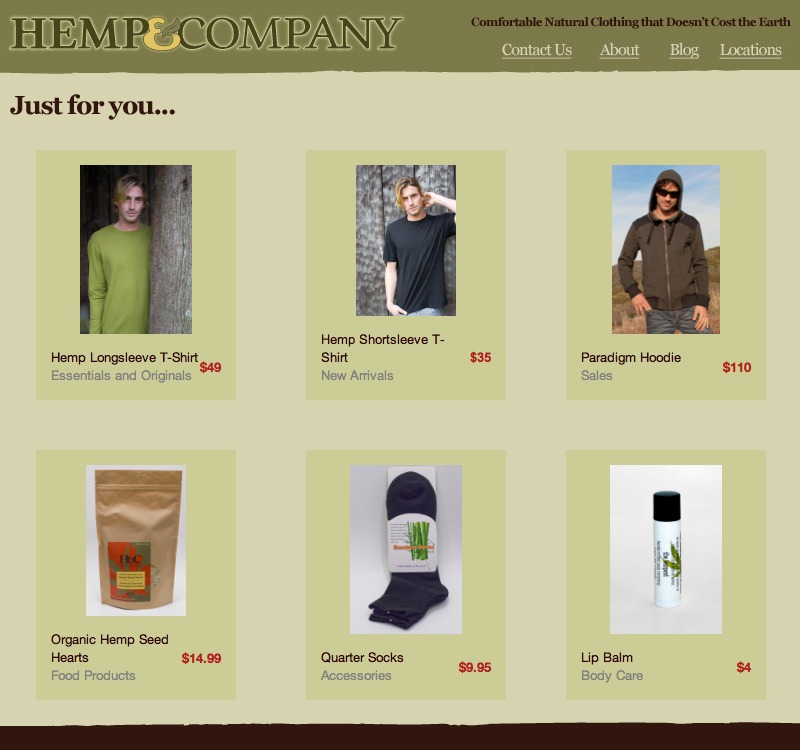 HEMP&COMPANY
Comfortable Natural Clothing that Doesn't Cost the Earth
Contact Us About Blog Locations
Just for you...
Hemp Longsleeve T-Shirt
Essentials and Originals
$49
Hemp Shortsleeve T-
Shirt
New Arrivals
$35
Paradigm Hoodie
Sales
$110
Organic Hemp Seed
Hearts
Food Products
$14.99
Quarter Socks
Accessories
$9.95
Lip Balm
Body Care
$4